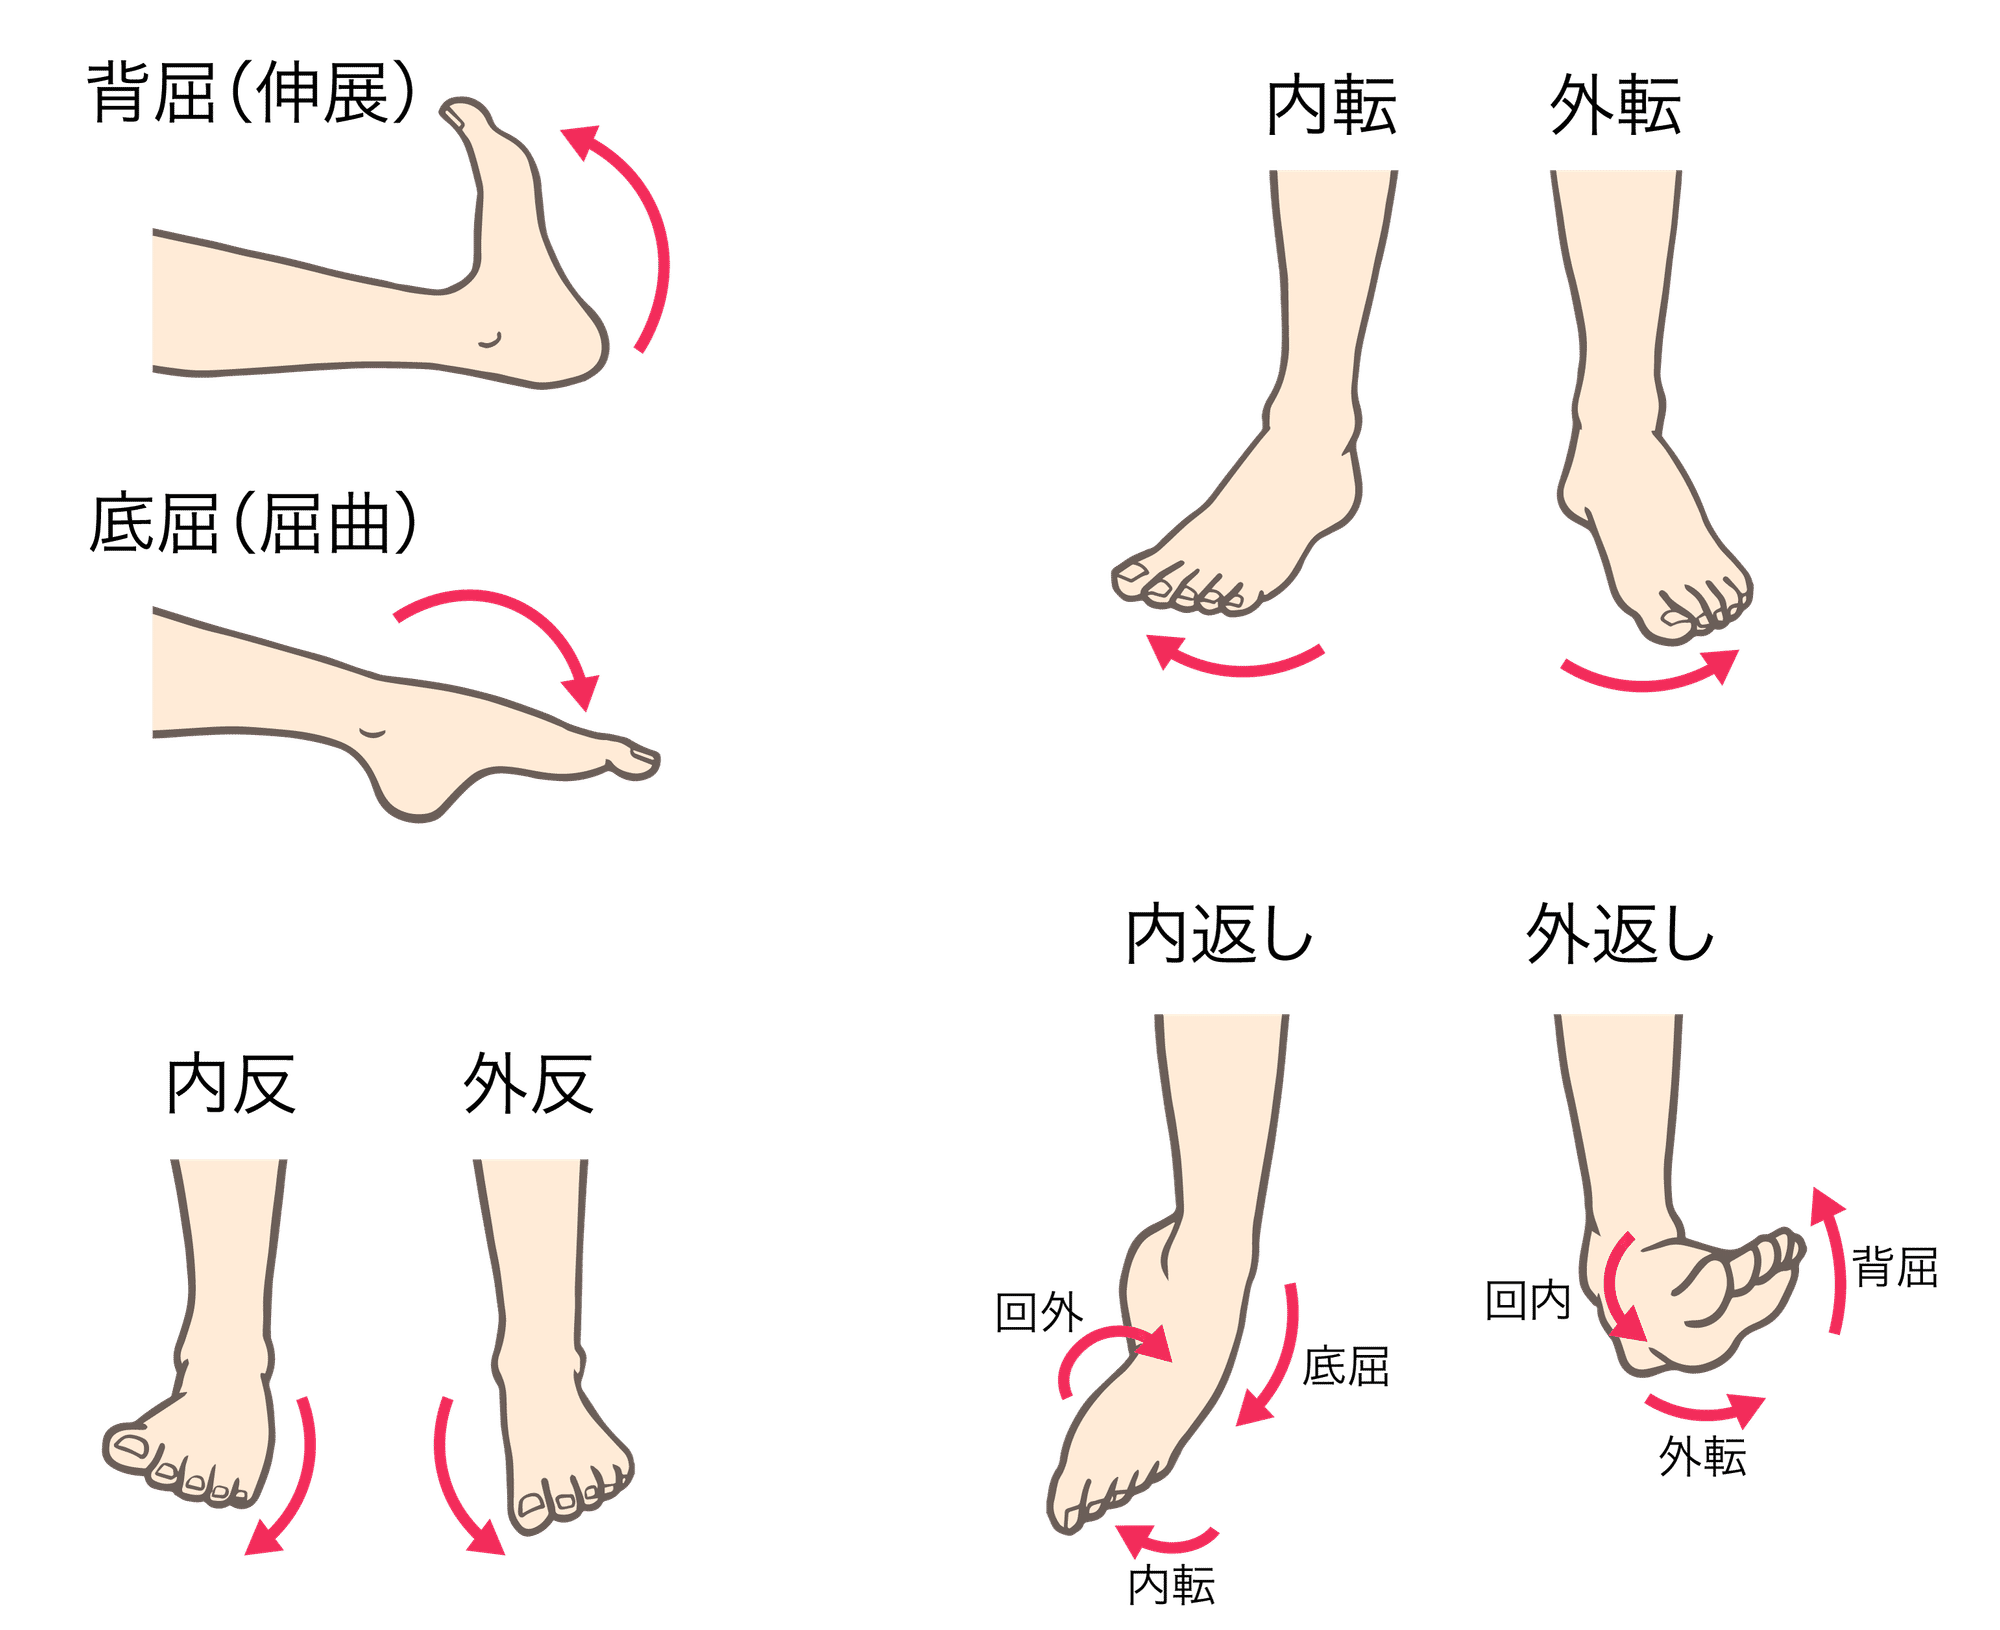 背屈(伸展)
底屈(屈曲)
内反
外反
内転
外転
内返し
回外
底屈
内転
外返し
回内
背屈
外転